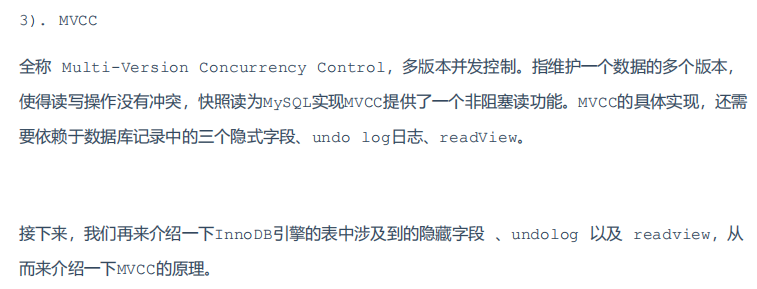 3). MVCC
全称 Multi-Version Concurrency Control，多版本并发控制。指维护一个数据的多个版本，
使得读写操作没有冲突，快照读为MySQL实现MVCC提供了一个非阻塞读功能。MVCC的具体实现，还需
要依赖于数据库记录中的三个隐式字段、undo log日志、readView。
接下来，我们再来介绍一下InnoDB引擎的表中涉及到的隐藏字段 、undolog 以及 readview，从
而来介绍一下MVCC的原理。